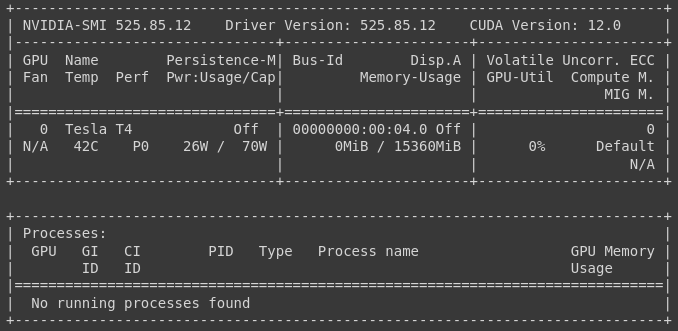 +-----------------------------------------------------------------------------+
| NVIDIA-SMI 525.85.12    Driver Version: 525.85.12    CUDA Version: 12.0     |
|-------------------------------+----------------------+----------------------+
| GPU  Name        Persistence-M| Bus-Id        Disp.A | Volatile Uncorr. ECC |
| Fan  Temp  Perf  Pwr:Usage/Cap|         Memory-Usage | GPU-Util  Compute M. |
|                               |                      |               MIG M. |
|===============================+======================+======================|
|   0  Tesla T4            Off  | 00000000:00:04.0 Off |                    0 |
| N/A   42C    P0    26W /  70W |      0MiB / 15360MiB |      0%      Default |
|                               |                      |                  N/A |
+-------------------------------+----------------------+----------------------+

+-----------------------------------------------------------------------------+
| Processes:                                                                  |
|  GPU   GI   CI        PID   Type   Process name                  GPU Memory |
|        ID   ID                                                   Usage      |
|=============================================================================|
|  No running processes found                                                 |
+-----------------------------------------------------------------------------+